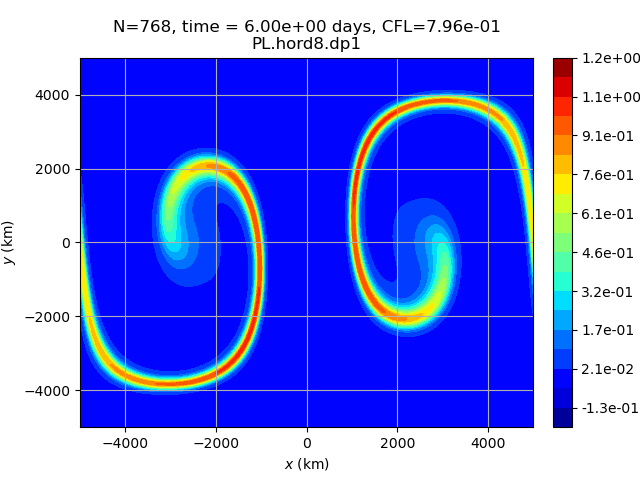 N=768, time = 6.00e+00 days, CFL=7.96e-01
PL.hord8.dp1
1.2e+00
1.1e+00
9.1e-01
7.6e-01
6.1e-01
4.6e-01
3.2e-01
1.7e-01
2.1e-02
-1.3e-01
4000
2000
0
−2000
−4000
y (km)
−4000 −2000 0 2000 4000
x (km)